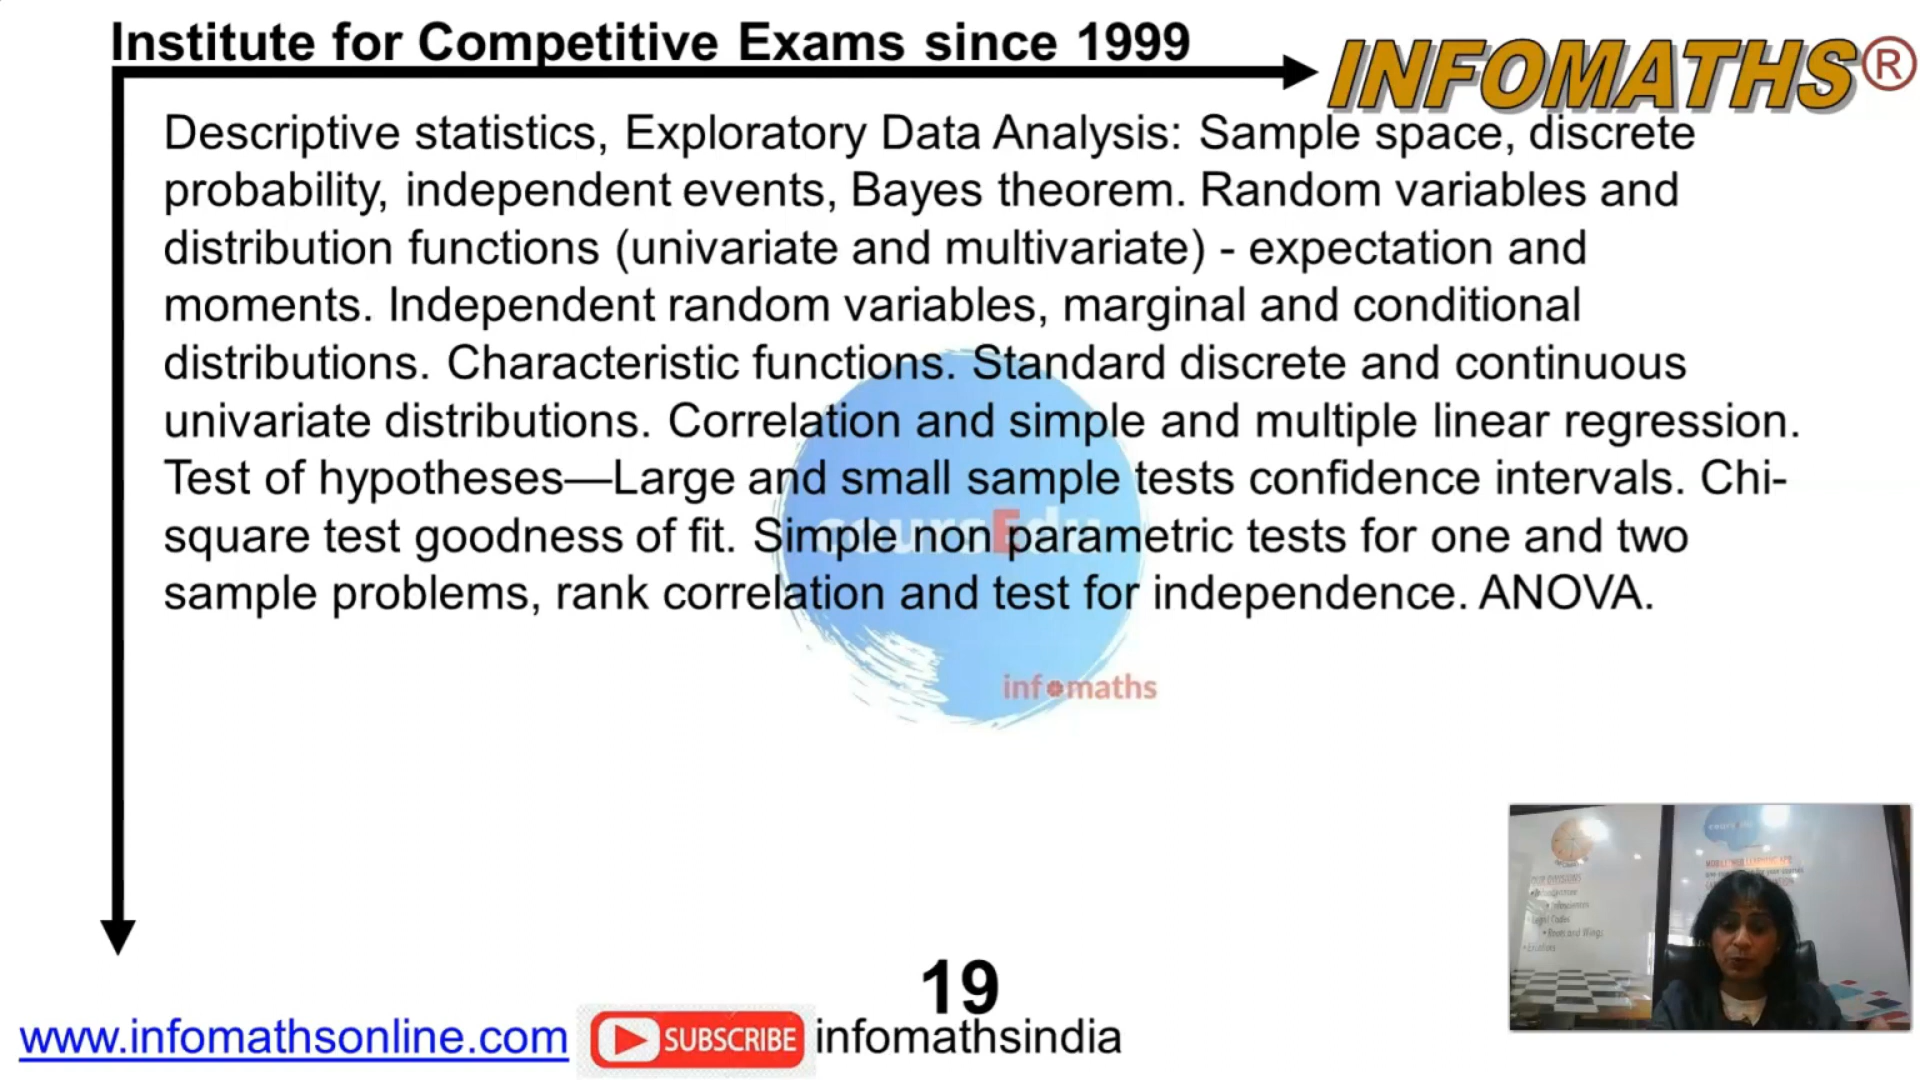 Institute for Competitive Exams since 1999
INFOMATHS®
Descriptive statistics, Exploratory Data Analysis: Sample space, discrete
probability, independent events, Bayes theorem. Random variables and
distribution functions (univariate and multivariate) - expectation and
moments. Independent random variables, marginal and conditional
distributions. Characteristic functions. Standard discrete and continuous
univariate distributions. Correlation and simple and multiple linear regression.
Test of hypotheses—Large and small sample tests confidence intervals. Chi-
square test goodness of fit. Simple non parametric tests for one and two
sample problems, rank correlation and test for independence. ANOVA.
coursEdu
infomaths
19
www.infomathsonline.com
SUBSCRIBE
infomathsindia